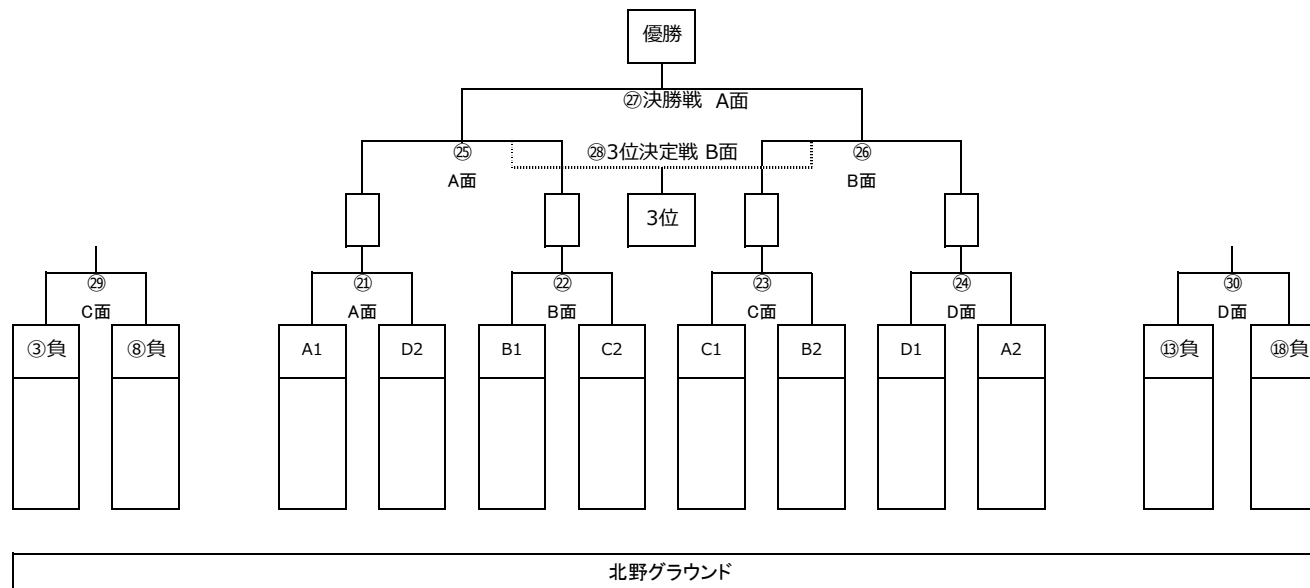 優勝
㉗決勝戦 A面
㉕
A面
㉘3位決定戦 B面
㉖
B面
3位
㉙
C面
㉑
A面
㉒
B面
㉓
C面
㉔
D面
㉚
D面
③負
⑧負
A1
D2
B1
C2
C1
B2
D1
A2
⑬負
⑱負
北野グラウンド